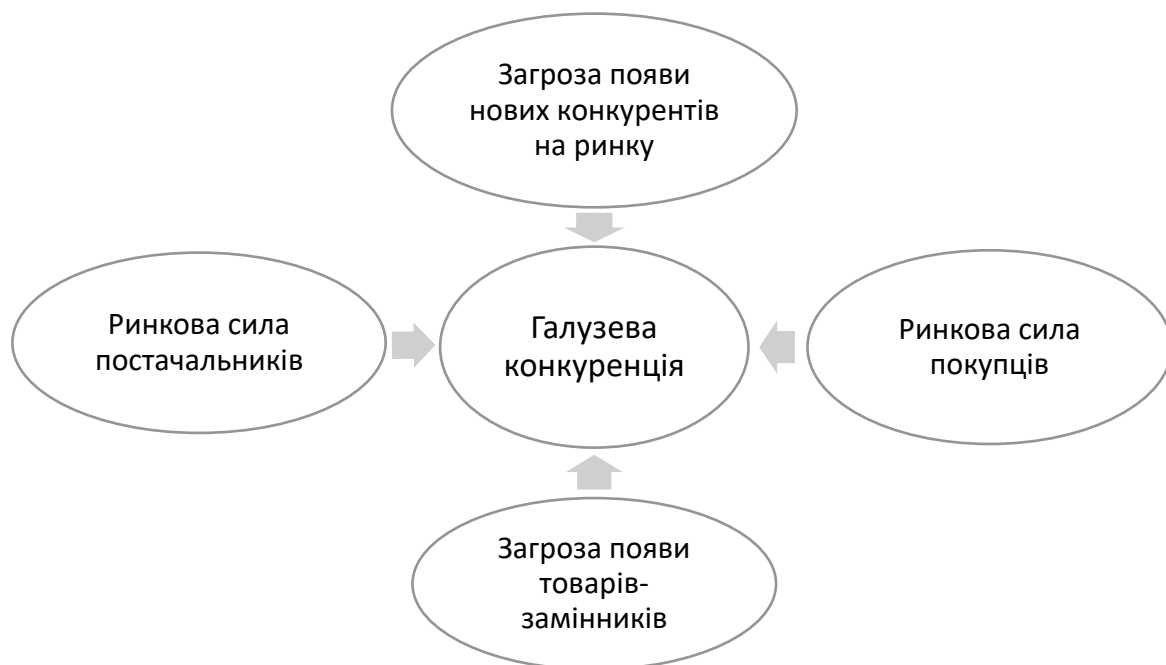 Загроза появи
нових конкурентів
на ринку
Ринкова сила
постачальників
Галузева
конкуренція
Ринкова сила
покупців
Загроза появи
товарів-
замінників